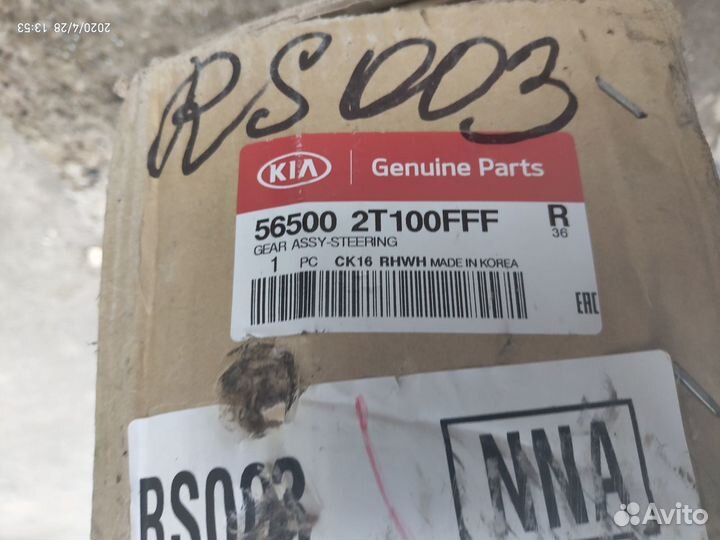 2020/4/28 13:53
RS003
KIA Genuine Parts
56500 2T100FFF R
GEAR ASSY-STEERING 36
1 PC CK16 RHWH MADE IN KOREA
EAC
RS003 NNA
Avito